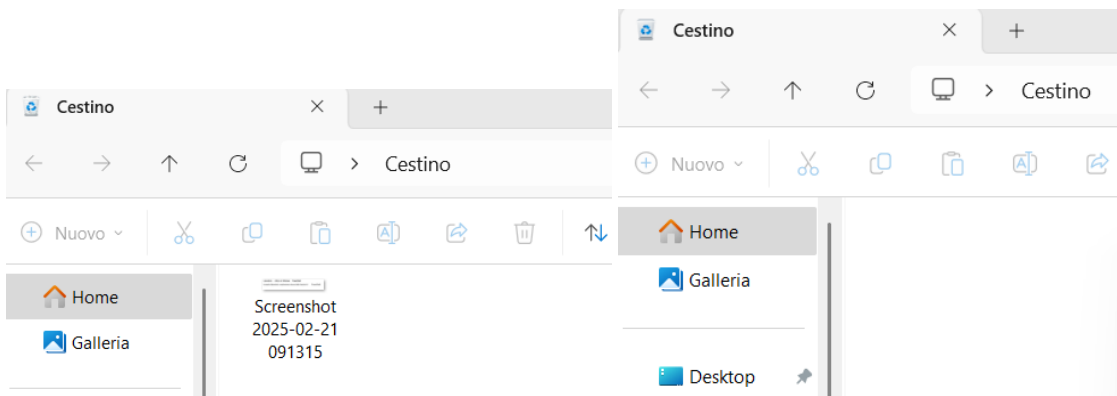 Cestino
Cestino
Nuovo
Home
Galleria
Screenshot
2025-02-21
091315
Cestino
Cestino
Nuovo
Home
Galleria
Desktop